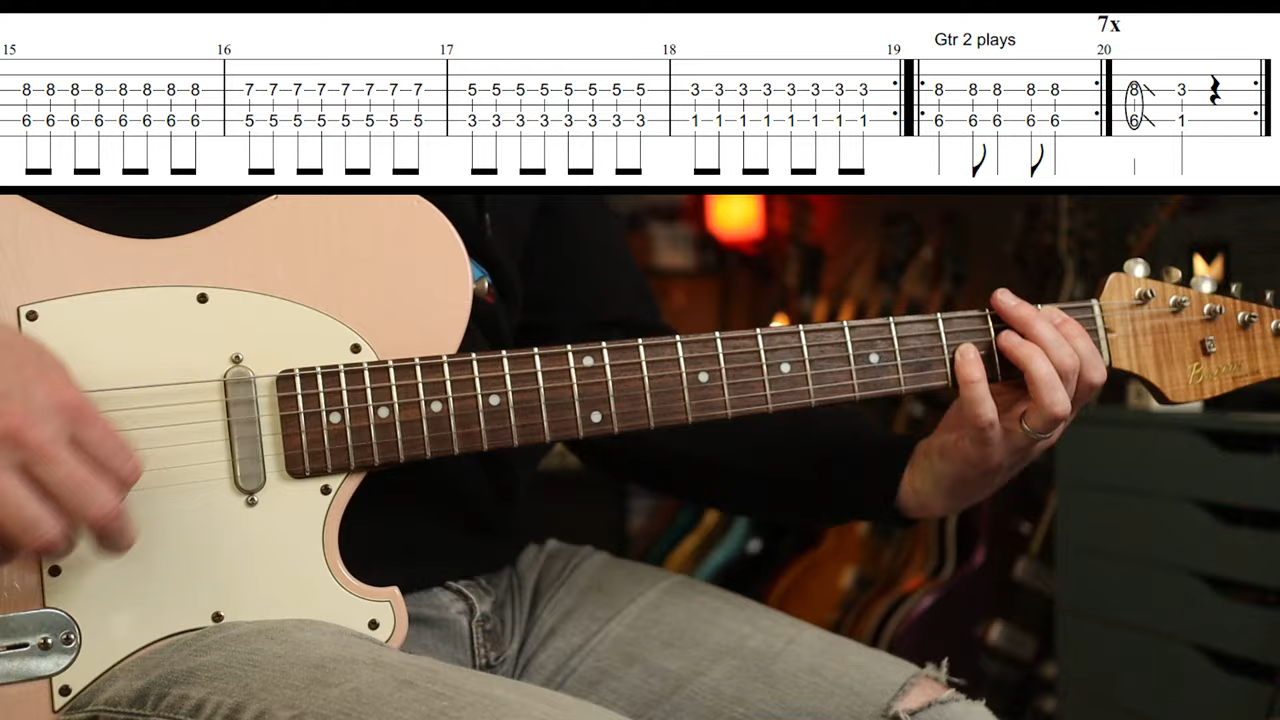 7x
Gtr 2 plays
15 16 17 18 19 20
8 8 8 8 8 8 8 8 7 7 7 7 7 7 7 7 5 5 5 5 5 5 5 5 3 3 3 3 3 3 3 3 8 8 8 8 8 8 3
6 6 6 6 6 6 6 6 5 5 5 5 5 5 5 5 3 3 3 3 3 3 3 3 1 1 1 1 1 1 1 1 6 6 6 6 6 6 1